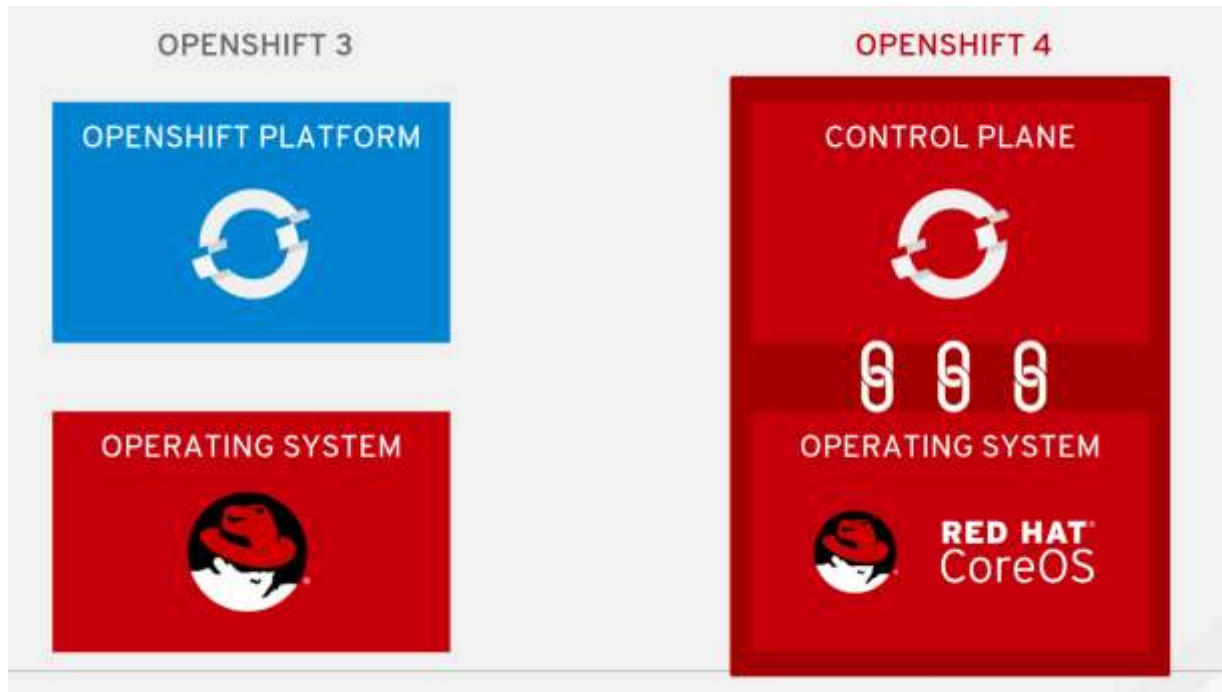 OPENSHIFT 3
OPENSHIFT PLATFORM
OPERATING SYSTEM
OPENSHIFT 4
CONTROL PLANE
OPERATING SYSTEM
RED HAT
CoreOS